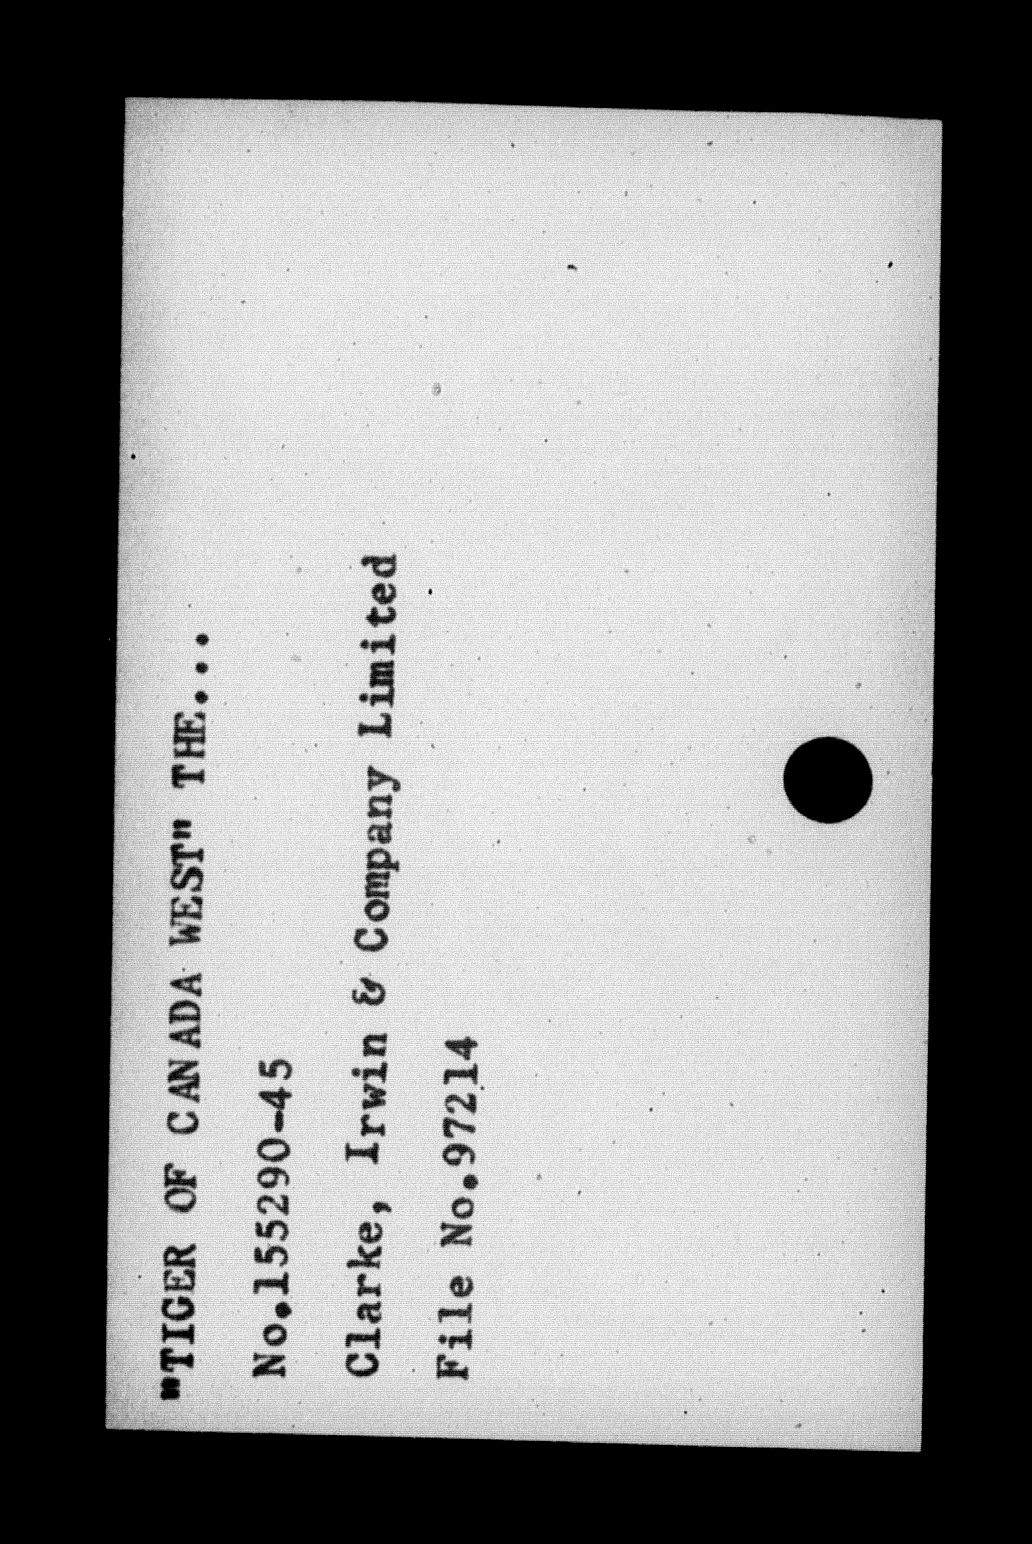 "TIGER OF CANADA WEST" THE...
No.155290-45
Clarke, Irwin & Company Limited
File No.97214